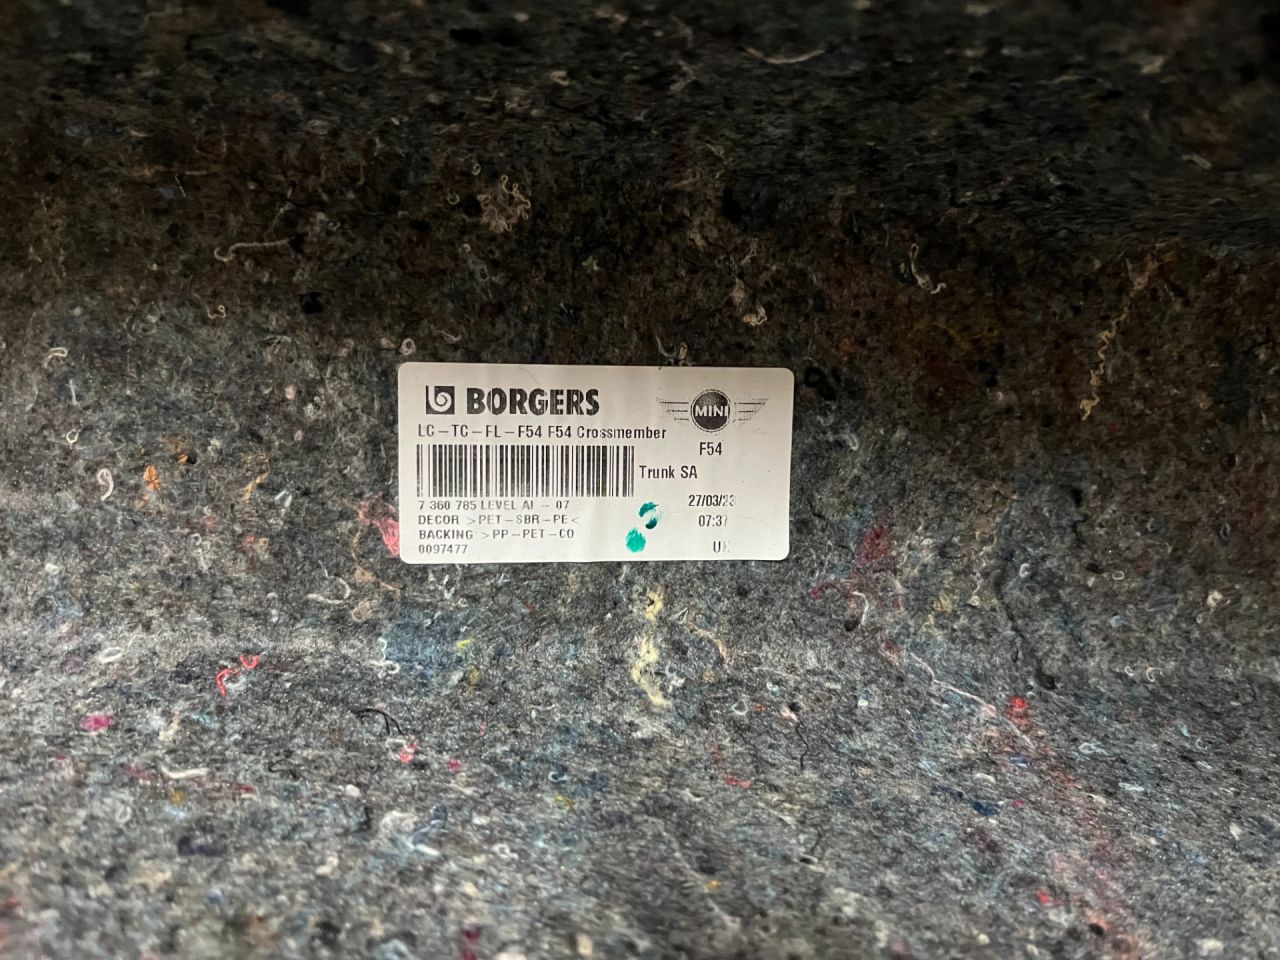 BORGERS
MINI
LC-TC-FL-F54 F54 Crossmember
F54
Trunk SA
7 360 785 LEVEL AI - 07
27/03/23
DECOR >PET-SBR-PE<
07:37
BACKING >PP-PET-CO
0097477